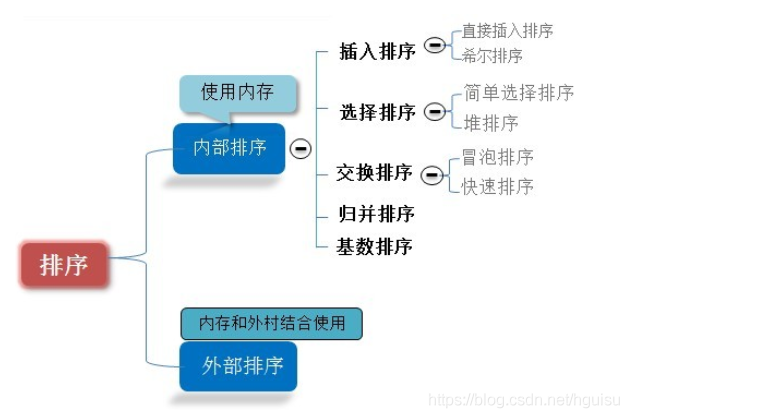 排序
使用内存
内部排序
插入排序
直接插入排序
希尔排序
选择排序
简单选择排序
堆排序
交换排序
冒泡排序
快速排序
归并排序
基数排序
内存和外村结合使用
外部排序
https://blog.csdn.net/hguisu